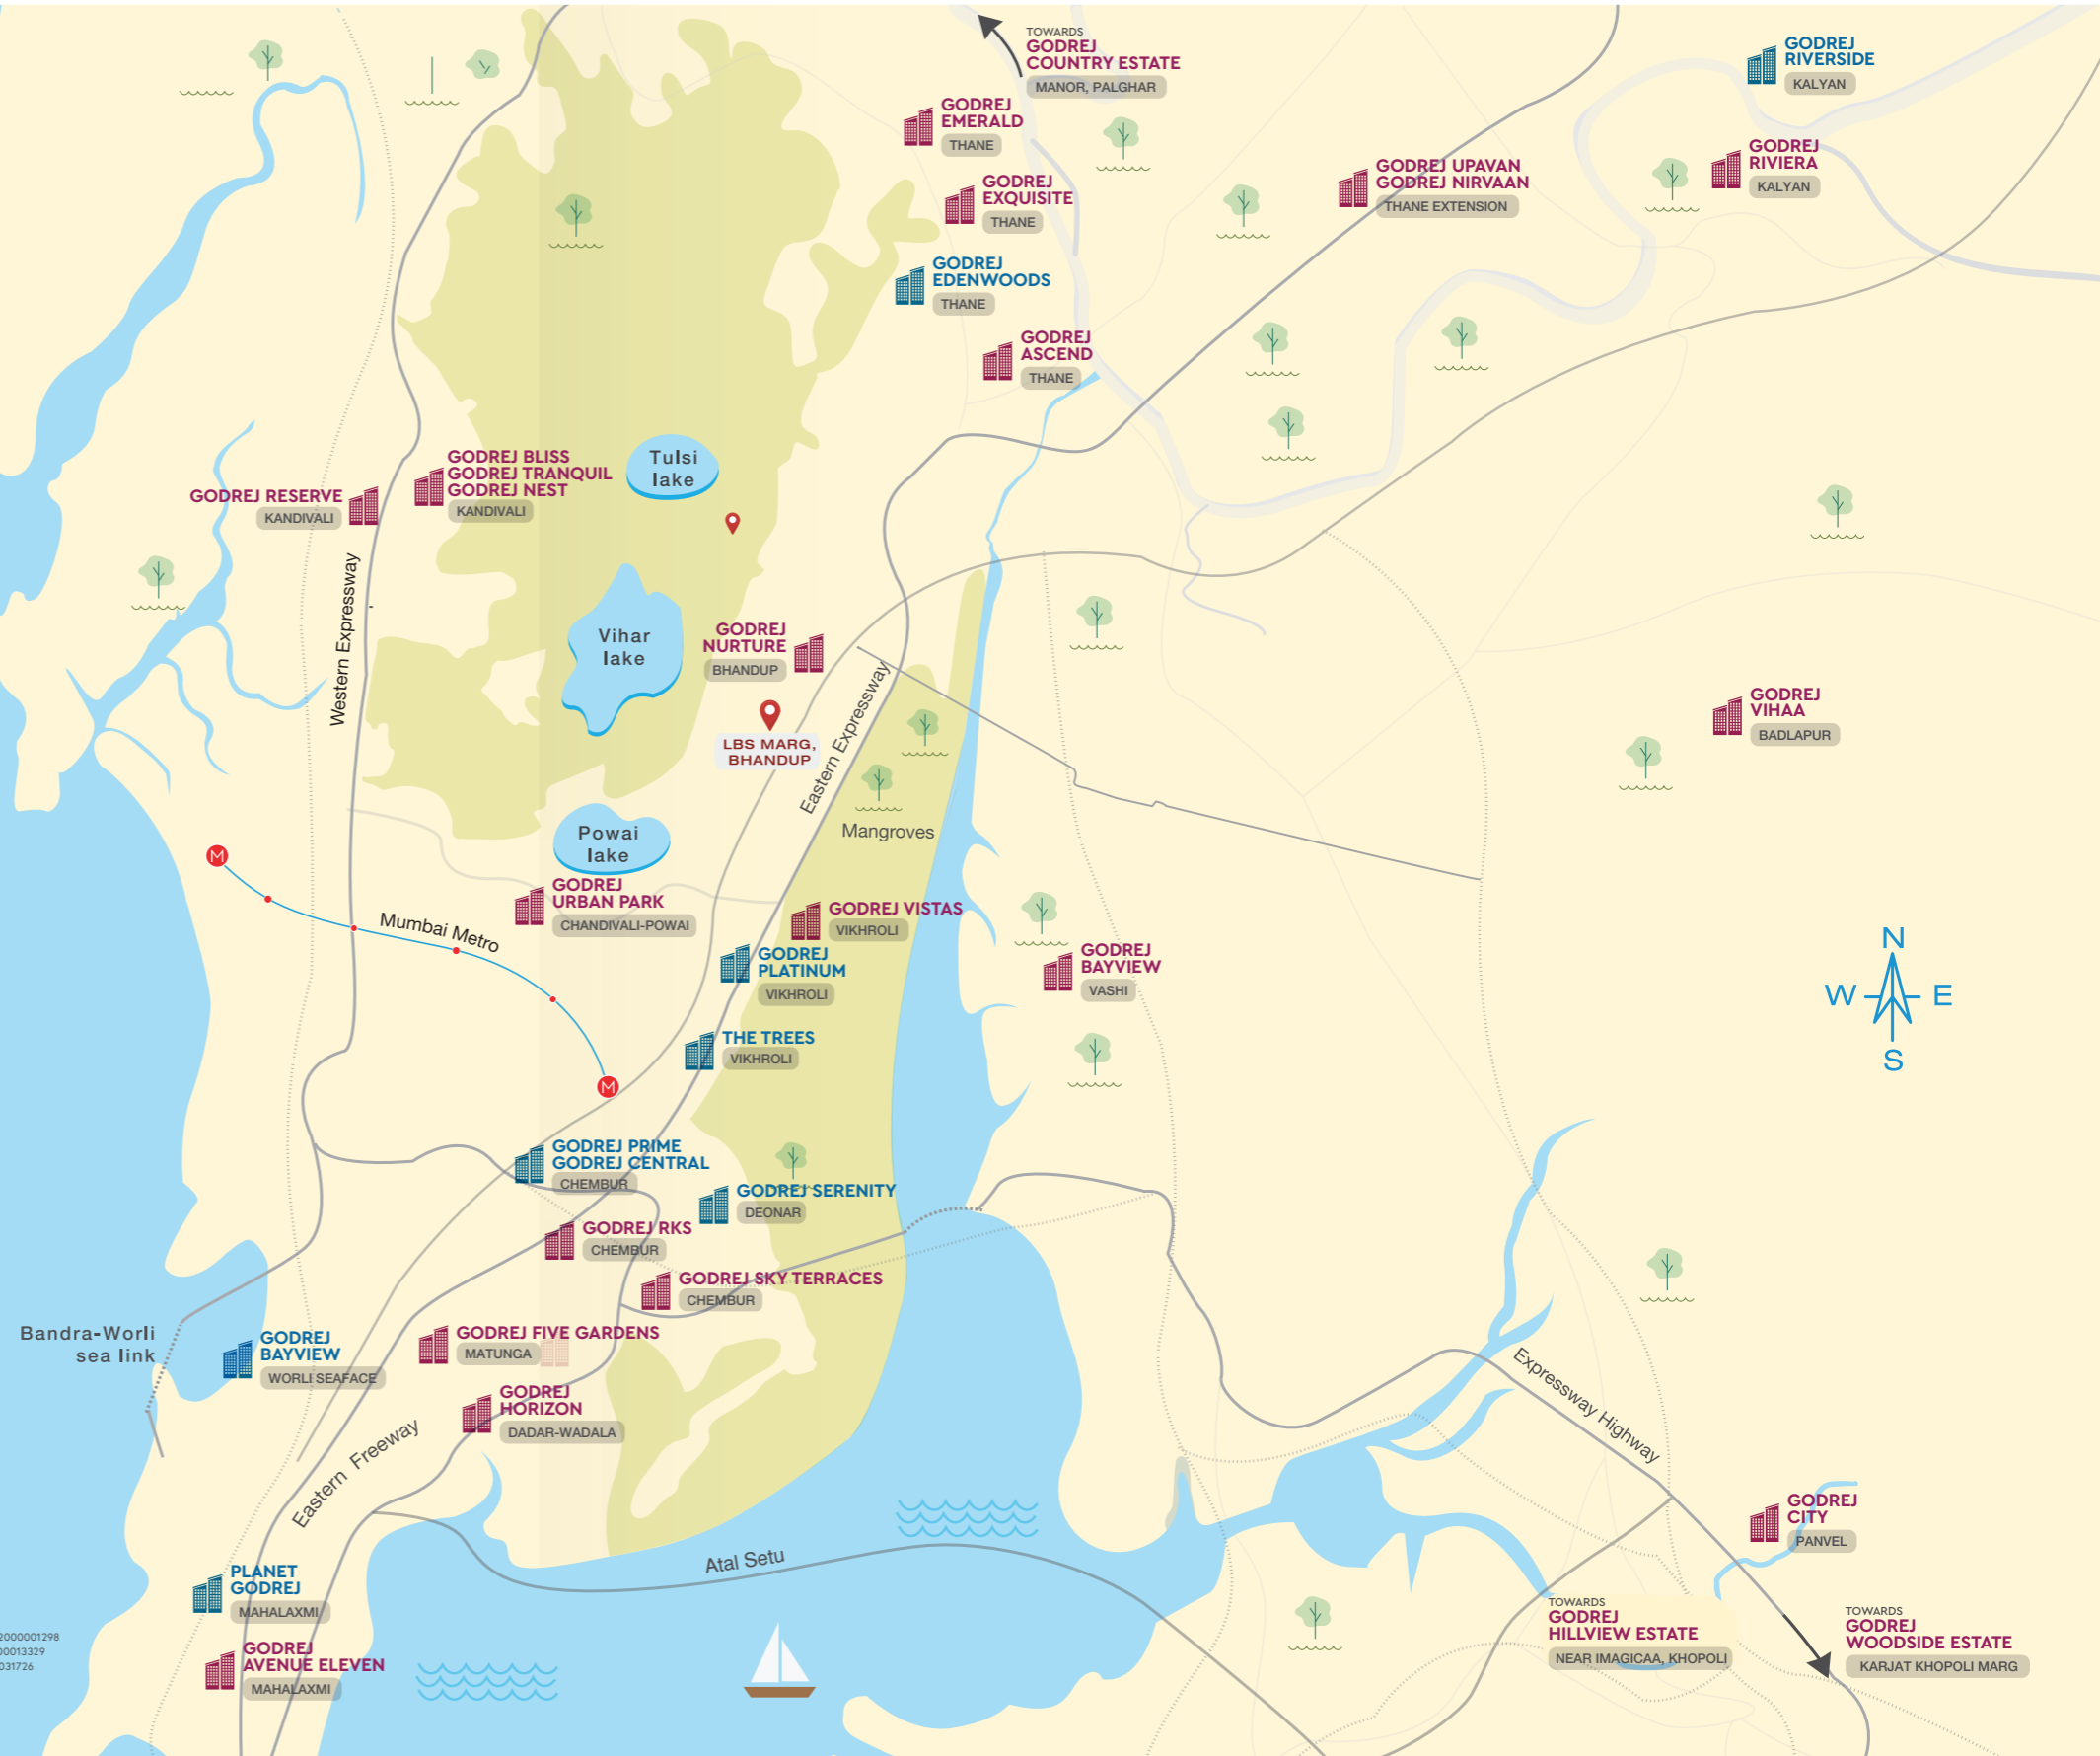 TOWARDS
GODREJ
COUNTRY ESTATE
MANOR, PALGHAR
GODREJ
RIVERSIDE
KALYAN
GODREJ
EMERALD
THANE
GODREJ
RIVIERA
KALYAN
GODREJ UPAVAN
GODREJ NIRVAAN
THANE EXTENSION
GODREJ
EXQUISITE
THANE
GODREJ
EDENWOODS
THANE
GODREJ
ASCEND
THANE
GODREJ BLISS
GODREJ TRANQUIL
GODREJ NEST
KANDIVALI
GODREJ RESERVE
KANDIVALI
Tulsi
lake
Western Expressway
Vihar
lake
GODREJ
NURTURE
BHANDUP
LBS MARG,
BHANDUP
Eastern Expressway
GODREJ
VIHAA
BADLAPUR
Mangroves
Powai
lake
M
Mumbai Metro
GODREJ
URBAN PARK
CHANDIVALI-POWAI
GODREJ VISTAS
VIKHROLI
GODREJ
PLATINUM
VIKHROLI
GODREJ
BAYVIEW
VASHI
N
W E
S
THE TREES
VIKHROLI
M
GODREJ PRIME
GODREJ CENTRAL
CHEMBUR
GODREJ SERENITY
DEONAR
GODREJ RKS
CHEMBUR
GODREJ SKY TERRACES
CHEMBUR
Bandra-Worli
sea link
GODREJ
BAYVIEW
WORLI SEAFACE
GODREJ FIVE GARDENS
MATUNGA
GODREJ
HORIZON
DADAR-WADALA
Eastern Freeway
Expressway Highway
GODREJ
CITY
PANVEL
Atal Setu
PLANET
GODREJ
MAHALAXMI
GODREJ
AVENUE ELEVEN
MAHALAXMI
2000001298
00013329
031726
TOWARDS
GODREJ
HILLVIEW ESTATE
NEAR IMAGICAA, KHOPOLI
TOWARDS
GODREJ
WOODSIDE ESTATE
KARJAT KHOPOLI MARG